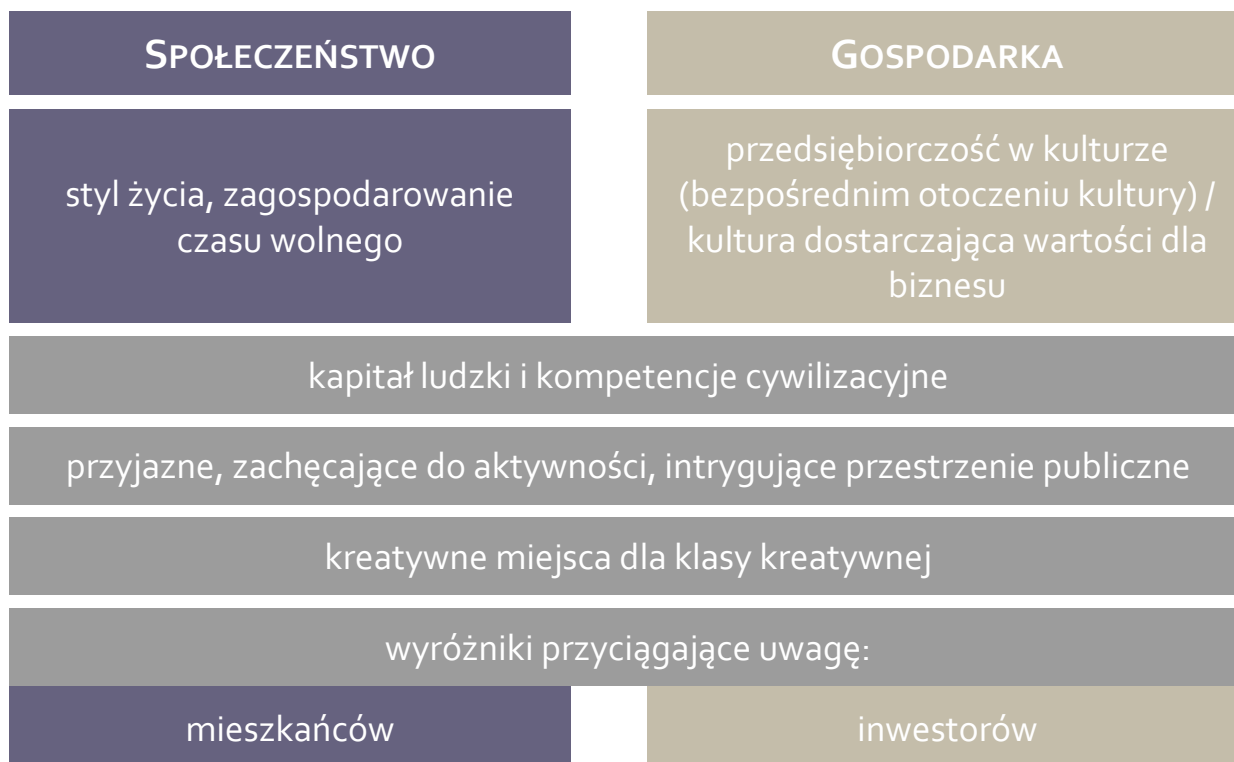 SPOŁECZEŃSTWO
GOSPODARKA
styl życia, zagospodarowanie
czasu wolnego
przedsiębiorczość w kulturze
(bezpośrednim otoczeniu kultury) /
kultura dostarczająca wartości dla
biznesu
kapitał ludzki i kompetencje cywilizacyjne
przyjazne, zachęcające do aktywności, intrygujące przestrzenie publiczne
kreatywne miejsca dla klasy kreatywnej
wyróżniki przyciągające uwagę:
mieszkańców
inwestorów